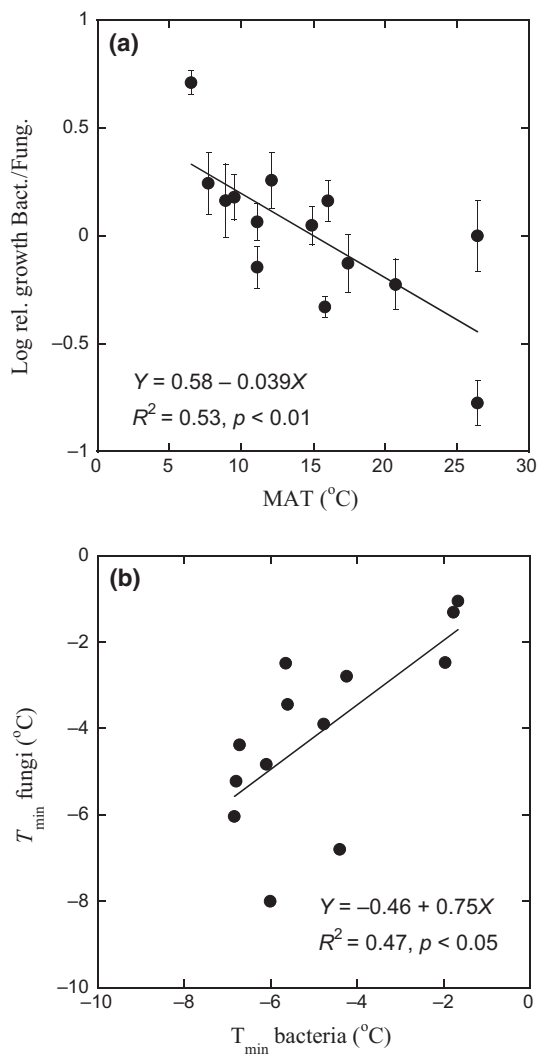 (a)
1
0.5
0
–0.5
–1
Log rel. growth Bact./Fung.
Y = 0.58 – 0.039X
R² = 0.53, p < 0.01
0 5 10 15 20 25 30
MAT (°C)
(b)
0
–2
–4
–6
–8
–10
Tmin fungi (°C)
Y = –0.46 + 0.75X
R² = 0.47, p < 0.05
–10 –8 –6 –4 –2 0
Tmin bacteria (°C)